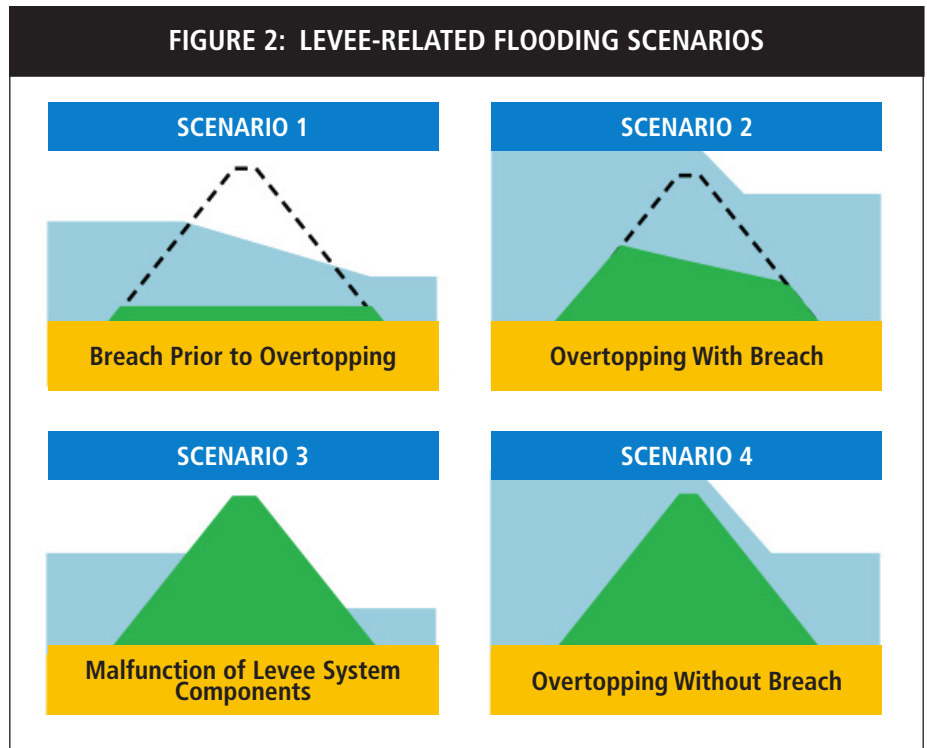 FIGURE 2: LEVEE-RELATED FLOODING SCENARIOS
SCENARIO 1
Breach Prior to Overtopping
SCENARIO 2
Overtopping With Breach
SCENARIO 3
Malfunction of Levee System
Components
SCENARIO 4
Overtopping Without Breach